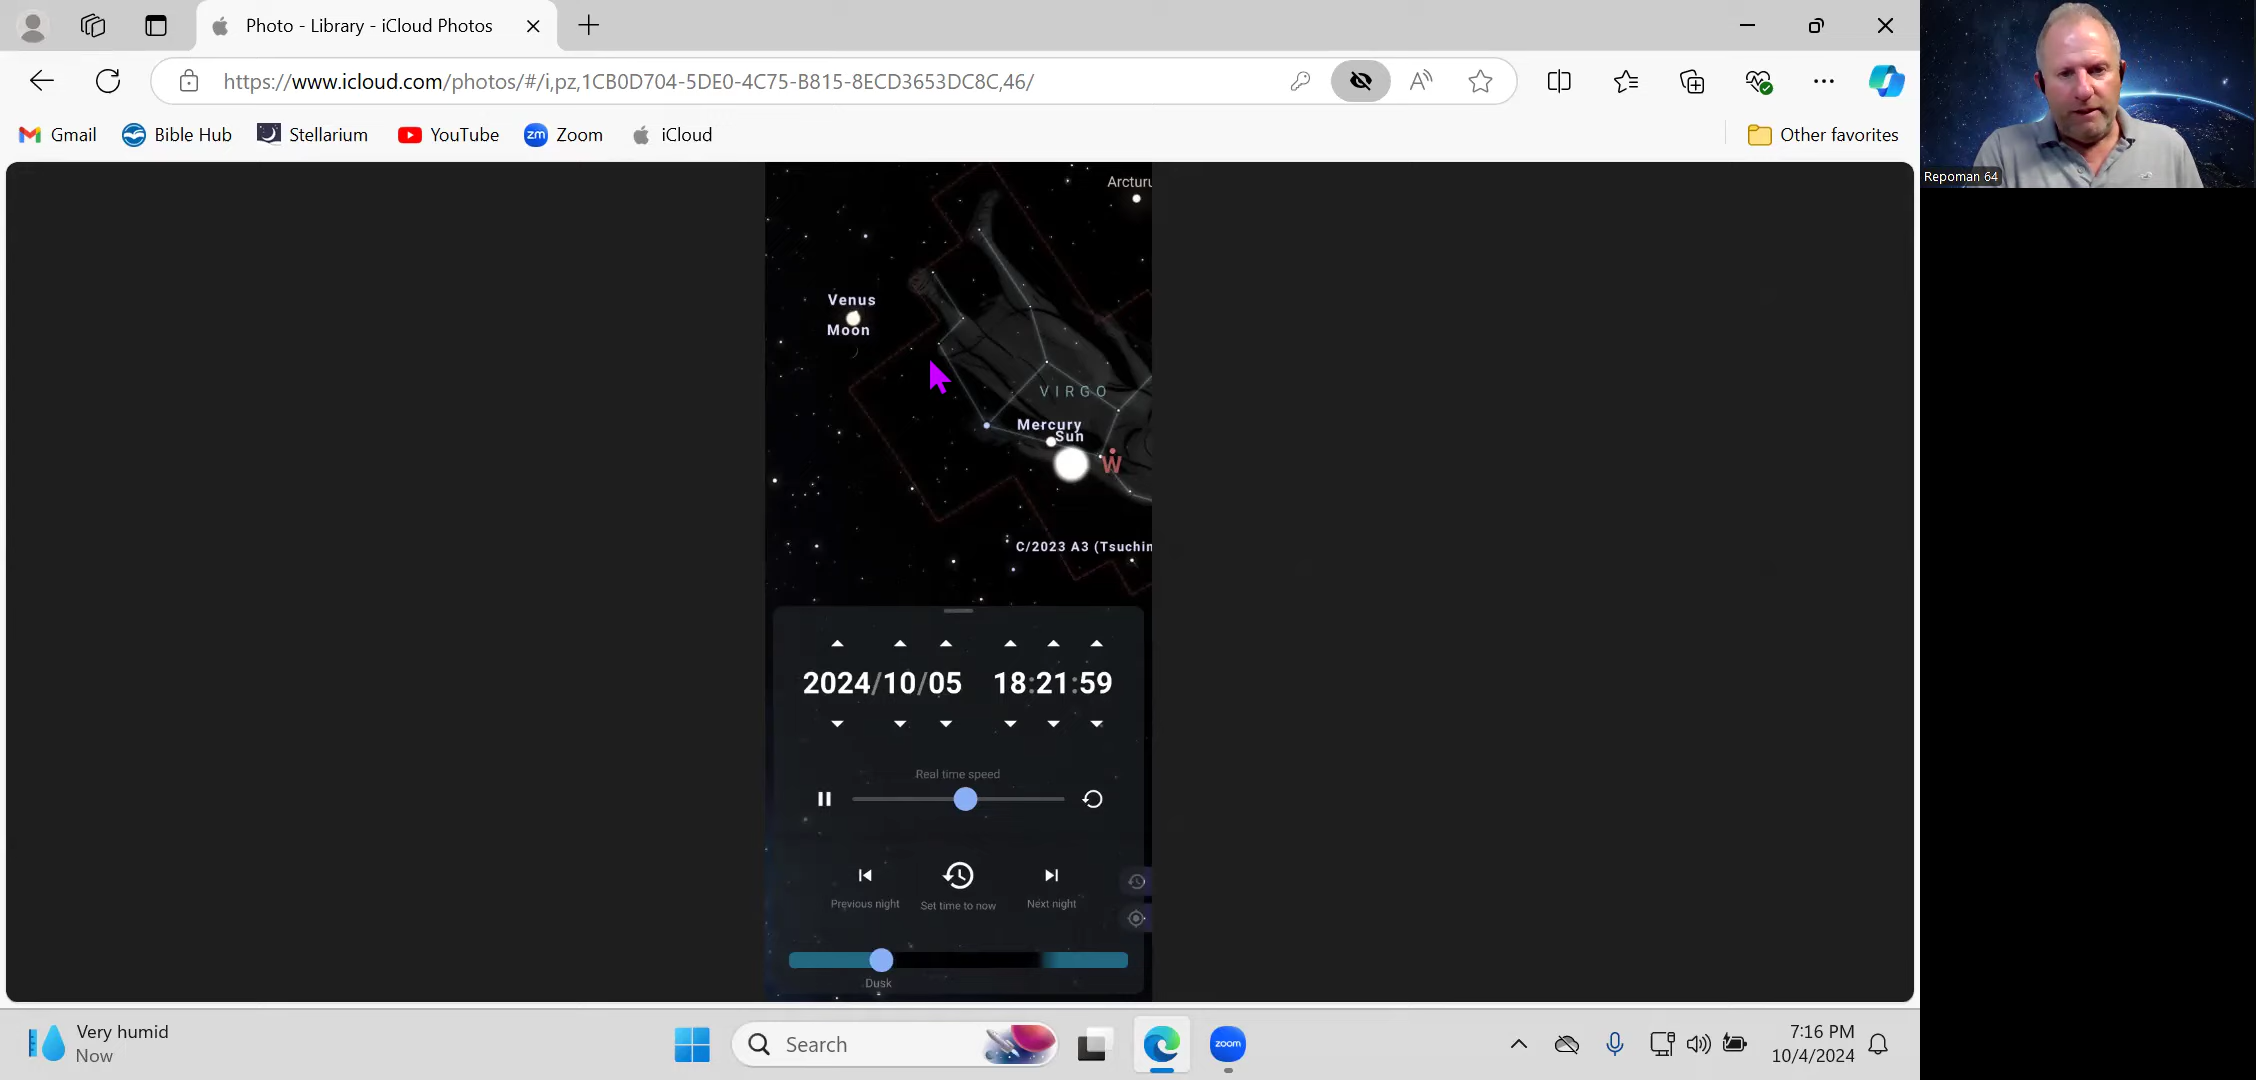 Photo - Library - iCloud Photos
https://www.icloud.com/photos/#/i,pz,1CB0D704-5DE0-4C75-B815-8ECD3653DC8C,46/
Gmail Bible Hub Stellarium YouTube zm Zoom iCloud Other favorites
Repoman 64
Arcturu
Venus
Moon
VIRGO
Mercury
Sun
W
C/2023 A3 (Tsuchin
2024/10/05 18:21:59
Real time speed
Previous night Set time to now Next night
Dusk
Very humid
Now
Search
zoom
7:16 PM
10/4/2024